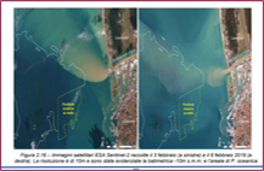 Figura 2-16 – Immagini satellitari ESA Sentinel-2 raccolte il 3 febbraio (a sinistra) e il 6 febbraio 2019 (a
destra). La risoluzione è di 10m e sono state evidenziate la batimetrica -10m s.m.m. e l'areale di P. oceanica